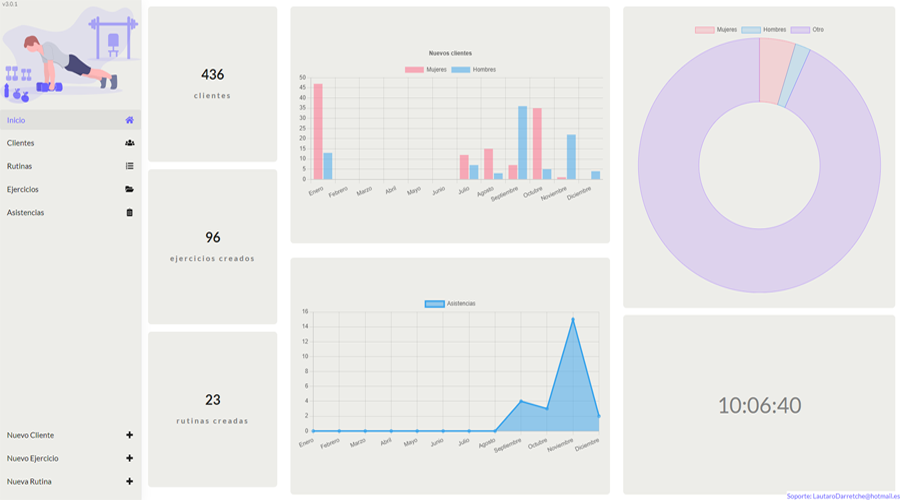 v3.0.1
Inicio
Clientes
Rutinas
Ejercicios
Asistencias
Nuevo Cliente
Nuevo Ejercicio
Nueva Rutina
436
clientes
96
ejercicios creados
23
rutinas creadas
Nuevos clientes
Mujeres Hombres
50
45
40
35
30
25
20
15
10
5
0
Enero Febrero Marzo Abril Mayo Junio Julio Agosto Septiembre Octubre Noviembre Diciembre
Asistencias
16
14
12
10
8
6
4
2
0
Enero Febrero Marzo Abril Mayo Junio Julio Agosto Septiembre Octubre Noviembre Diciembre
Mujeres Hombres Otro
10:06:40
Soporte: LautaroDarretche@hotmail.es